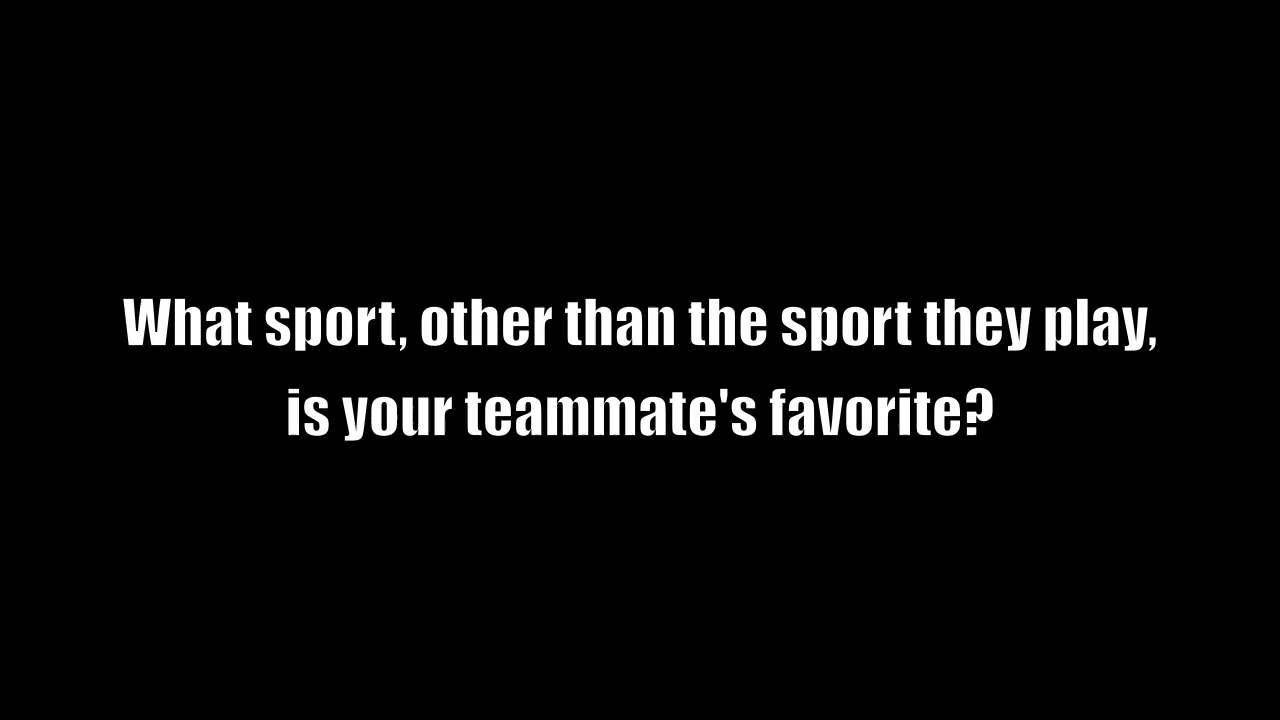 What sport, other than the sport they play,
is your teammate's favorite?